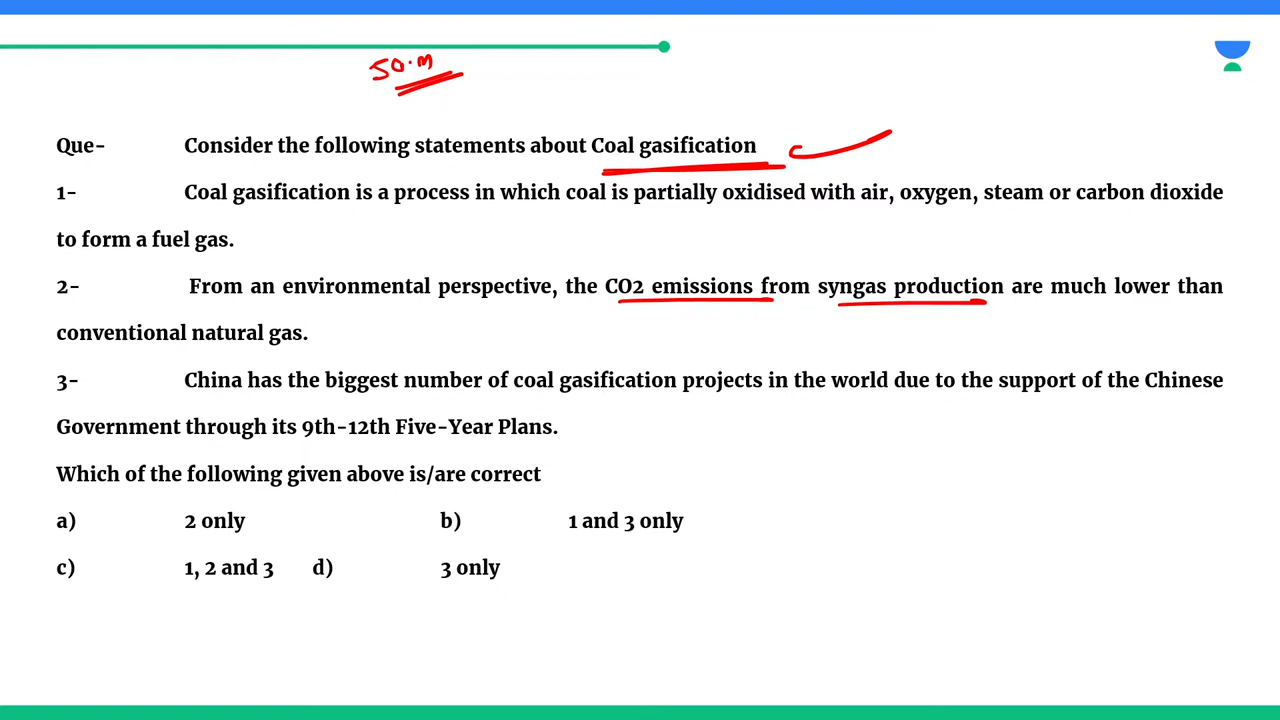 50.m
Que- Consider the following statements about Coal gasification
1- Coal gasification is a process in which coal is partially oxidised with air, oxygen, steam or carbon dioxide
to form a fuel gas.
2- From an environmental perspective, the CO2 emissions from syngas production are much lower than
conventional natural gas.
3- China has the biggest number of coal gasification projects in the world due to the support of the Chinese
Government through its 9th-12th Five-Year Plans.
Which of the following given above is/are correct
a) 2 only b) 1 and 3 only
c) 1, 2 and 3 d) 3 only